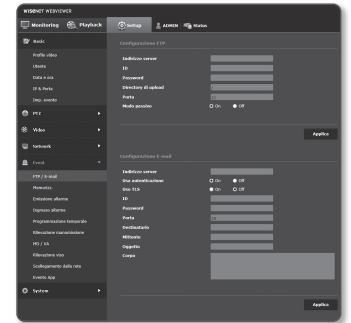 WISENET WEBVIEWER
Monitoring
Playback
Setup
ADMIN
Status
Basic
Profilo video
Utente
Data e ora
IP & Porta
Imp. evento
PTZ
Video
Network
Event
FTP / E-mail
Memorizz.
Emissione allarme
Ingresso allarme
Programmazione temporale
Rilevazione manomissione
MD / VA
Rilevazione viso
Scollegamento dalla rete
Evento App
System
Configurazione FTP
Indirizzo server
ID
Password
Directory di upload
Porta
Modo passivo
On
Off
Applica
Configurazione E-mail
Indirizzo server
Usa autenticazione
On
Off
Usa TLS
On
Off
ID
Password
Porta
Destinatario
Mittente
Oggetto
Corpo
Applica